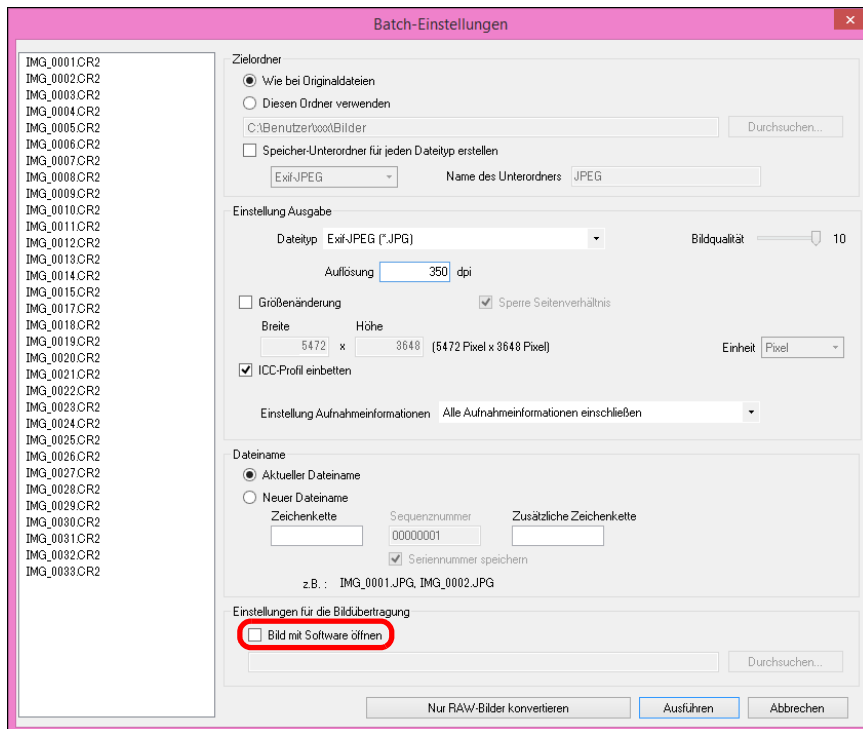 Batch-Einstellungen
IMG_0001.CR2
IMG_0002.CR2
IMG_0003.CR2
IMG_0004.CR2
IMG_0005.CR2
IMG_0006.CR2
IMG_0007.CR2
IMG_0008.CR2
IMG_0009.CR2
IMG_0010.CR2
IMG_0011.CR2
IMG_0012.CR2
IMG_0013.CR2
IMG_0014.CR2
IMG_0015.CR2
IMG_0017.CR2
IMG_0018.CR2
IMG_0019.CR2
IMG_0020.CR2
IMG_0021.CR2
IMG_0022.CR2
IMG_0023.CR2
IMG_0024.CR2
IMG_0025.CR2
IMG_0026.CR2
IMG_0027.CR2
IMG_0028.CR2
IMG_0029.CR2
IMG_0030.CR2
IMG_0031.CR2
IMG_0032.CR2
IMG_0033.CR2
Zielordner
Wie bei Originaldateien
Diesen Ordner verwenden
C:\Benutzer\xxx\Bilder Durchsuchen...
Speicher-Unterordner für jeden Dateityp erstellen
Exif-JPEG Name des Unterordners JPEG
Einstellung Ausgabe
Dateityp Exif-JPEG (*.JPG) Bildqualität 10
Auflösung 350 dpi
Größenänderung Sperre Seitenverhältnis
Breite Höhe
5472 x 3648 (5472 Pixel x 3648 Pixel) Einheit Pixel
ICC-Profil einbetten
Einstellung Aufnahmeinformationen Alle Aufnahmeinformationen einschließen
Dateiname
Aktueller Dateiname
Neuer Dateiname
Zeichenkette Sequenznummer Zusätzliche Zeichenkette
00000001
Seriennummer speichern
z.B. : IMG_0001.JPG, IMG_0002.JPG
Einstellungen für die Bildübertragung
Bild mit Software öffnen
Durchsuchen...
Nur RAW-Bilder konvertieren Ausführen Abbrechen